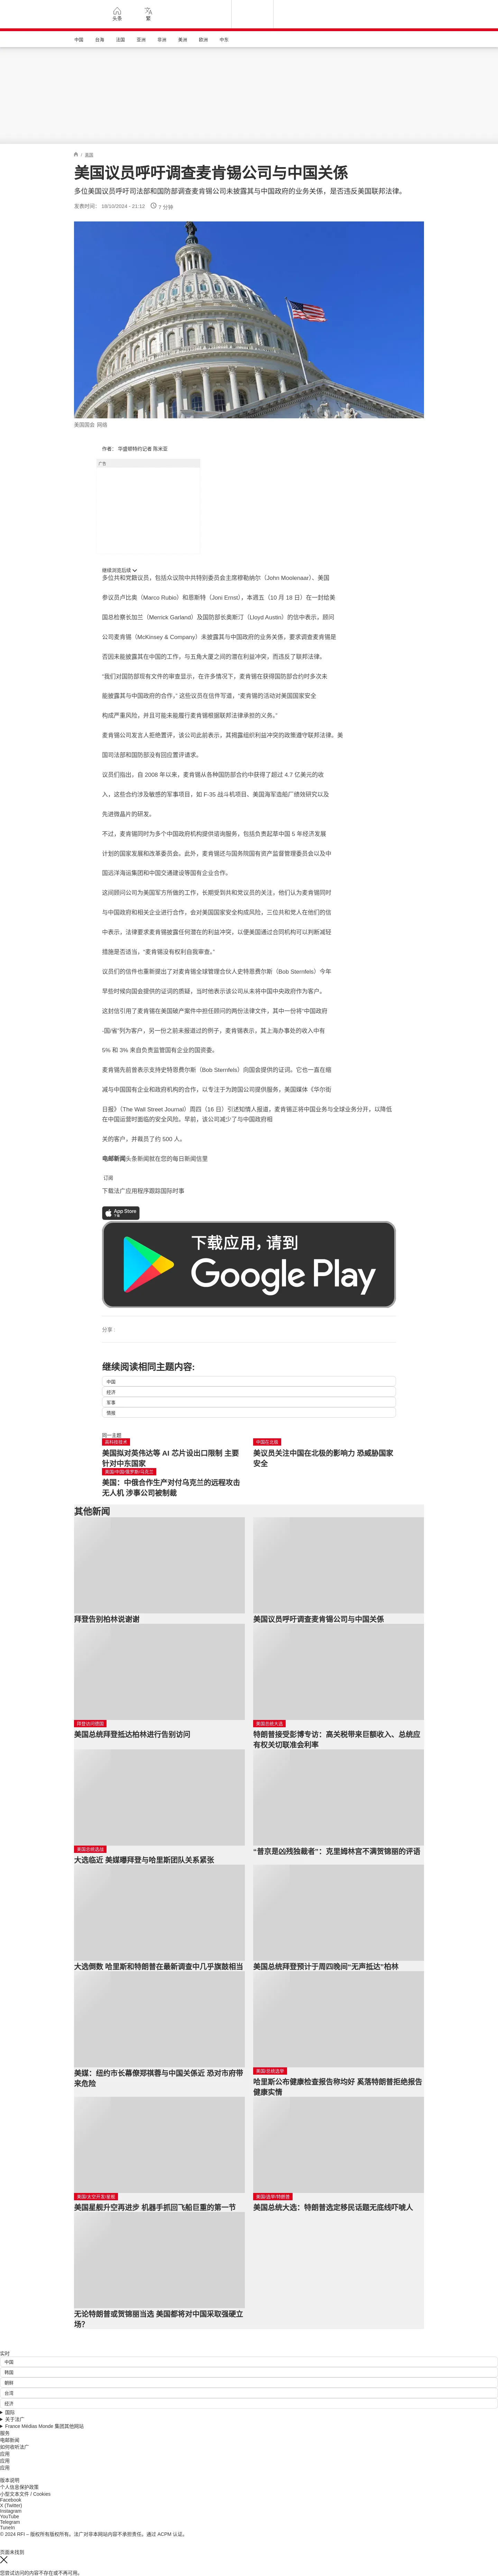 头条
繁
中国
台海
法国
亚洲
非洲
美洲
欧洲
中东
/ 美国
美国议员呼吁调查麦肯锡公司与中国关係
多位美国议员呼吁司法部和国防部调查麦肯锡公司未披露其与中国政府的业务关係，是否违反美国联邦法律。
发表时间： 18/10/2024 - 21:12
7 分钟
美国国会 网络
作者： 华盛顿特约记者 陈米亚
广告
继续浏览后续
多位共和党籍议员，包括众议院中共特别委员会主席穆勒纳尔（John Moolenaar）、美国
参议员卢比奥（Marco Rubio）和恩斯特（Joni Ernst），本週五（10 月 18 日）在一封给美
国总检察长加兰（Merrick Garland）及国防部长奥斯汀（Lloyd Austin）的信中表示，顾问
公司麦肯锡（McKinsey & Company）未披露其与中国政府的业务关係，要求调查麦肯锡是
否因未能披露其在中国的工作，与五角大厦之间的潜在利益冲突，而违反了联邦法律。
“我们对国防部现有文件的审查显示，在许多情况下，麦肯锡在获得国防部合约时多次未
能披露其与中国政府的合作。” 这些议员在信件写道，“麦肯锡的活动对美国国家安全
构成严重风险，并且可能未能履行麦肯锡根据联邦法律承担的义务。”
麦肯锡公司发言人拒绝置评，该公司此前表示，其揭露组织利益冲突的政策遵守联邦法律。美
国司法部和国防部没有回应置评请求。
议员们指出，自 2008 年以来，麦肯锡从各种国防部合约中获得了超过 4.7 亿美元的收
入，这些合约涉及敏感的军事项目，如 F-35 战斗机项目、美国海军造船厂绩效研究以及
先进微晶片的研发。
不过，麦肯锡同时为多个中国政府机构提供谘询服务，包括负责起草中国 5 年经济发展
计划的国家发展和改革委员会。此外，麦肯锡还与国务院国有资产监督管理委员会以及中
国远洋海运集团和中国交通建设等国有企业合作。
这间顾问公司为美国军方所做的工作，长期受到共和党议员的关注，他们认为麦肯锡同时
与中国政府和相关企业进行合作，会对美国国家安全构成风险，三位共和党人在他们的信
中表示，法律要求麦肯锡披露任何潜在的利益冲突，以便美国通过合同机构可以判断减轻
措施是否适当，“麦肯锡没有权利自我审查。”
议员们的信件也重新提出了对麦肯锡全球管理合伙人史特恩费尔斯（Bob Sternfels）今年
早些时候向国会提供的证词的质疑，当时他表示该公司从未将中国中央政府作为客户。
这封信引用了麦肯锡在美国破产案件中担任顾问的两份法律文件，其中一份将“中国政府
-国/省”列为客户，另一份之前未报道过的例子，麦肯锡表示，其上海办事处的收入中有
5% 和 3% 来自负责监管国有企业的国资委。
麦肯锡先前曾表示支持史特恩费尔斯（Bob Sternfels）向国会提供的证词。它也一直在缩
减与中国国有企业和政府机构的合作，以专注于为跨国公司提供服务，美国媒体《华尔街
日报》（The Wall Street Journal）周四（16 日）引述知情人报道，麦肯锡正将中国业务与全球业务分开，以降低
在中国运营时面临的安全风险。早前，该公司减少了与中国政府相
关的客户，并裁员了约 500 人。
电邮新闻头条新闻就在您的每日新闻信里
订阅
下载法广应用程序跟踪国际时事
App Store
下载
下载应用，请到
Google Play
分享 :
继续阅读相同主题内容:
中国
经济
军事
情报
同一主题
高科技技术
美国拟对英伟达等 AI 芯片设出口限制 主要针对中东国家
中国在北极
美议员关注中国在北极的影响力 恐威胁国家安全
美国/中国/俄罗斯/乌克兰
美国：中俄合作生产对付乌克兰的远程攻击无人机 涉事公司被制裁
其他新闻
拜登告别柏林说谢谢
美国议员呼吁调查麦肯锡公司与中国关係
拜登访问德国
美国总统拜登抵达柏林进行告别访问
美国总统大选
特朗普接受彭博专访：高关税带来巨额收入、总统应有权关切联准会利率
美国总统选战
大选临近 美媒曝拜登与哈里斯团队关系紧张
“普京是凶残独裁者”：克里姆林宫不满贺锦丽的评语
大选倒数 哈里斯和特朗普在最新调查中几乎旗鼓相当
美国总统拜登预计于周四晚间“无声抵达”柏林
美媒：纽约市长幕僚郑祺蓉与中国关係近 恐对市府带来危险
美国/总统选举
哈里斯公布健康检查报告称均好 奚落特朗普拒绝报告健康实情
美国/太空开发/星舰
美国星舰升空再进步 机器手抓回飞船巨重的第一节
美国/选举/特朗普
美国总统大选：特朗普选定移民话题无底线吓唬人
无论特朗普或贺锦丽当选 美国都将对中国采取强硬立场?
实时
中国
韩国
朝鲜
台湾
经济
国际
关于法广
France Médias Monde 集团其他网站
服务
电邮新闻
如何收听法广
应用
应用
应用
版本说明
个人信息保护政策
小型文本文件 / Cookies
Facebook
X (Twitter)
Instagram
YouTube
Telegram
TuneIn
© 2024 RFI – 版权所有版权所有。法广对非本网站内容不承担责任。通过 ACPM 认证。
页面未找到
您尝试访问的内容不存在或不再可用。